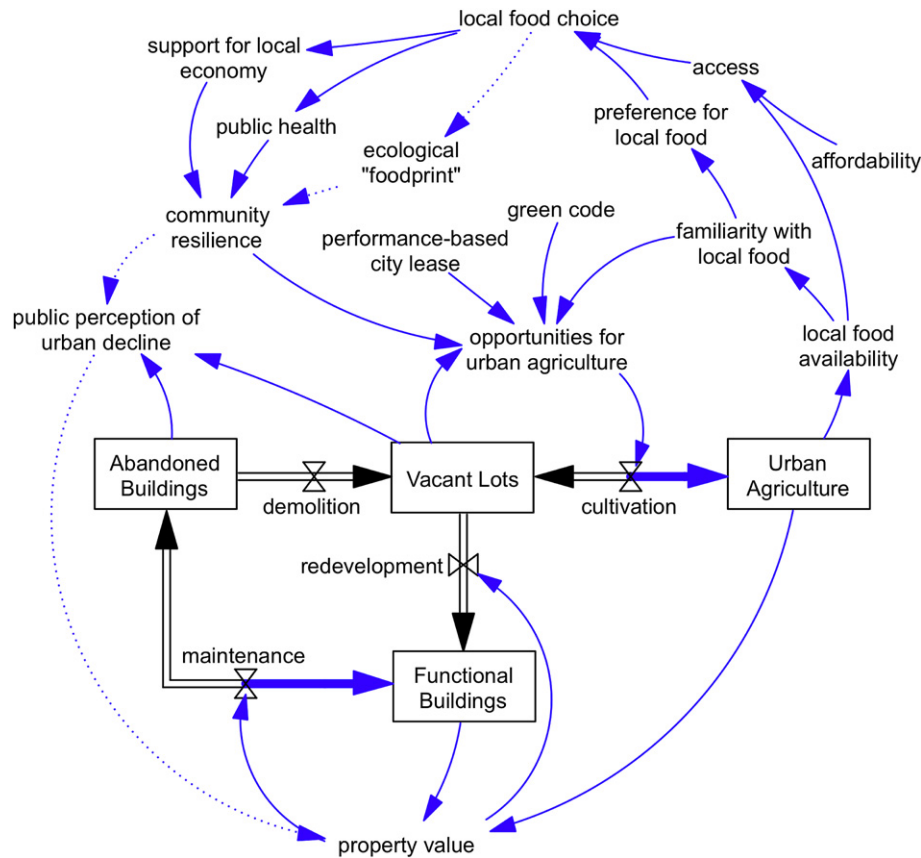 local food choice
support for local
economy
access
public health
preference for
local food
ecological
"foodprint"
affordability
community
resilience
green code
performance-based
city lease
familiarity with
local food
public perception of
urban decline
opportunities for
urban agriculture
local food
availability
Abandoned
Buildings
demolition
Vacant Lots
cultivation
Urban
Agriculture
redevelopment
maintenance
Functional
Buildings
property value